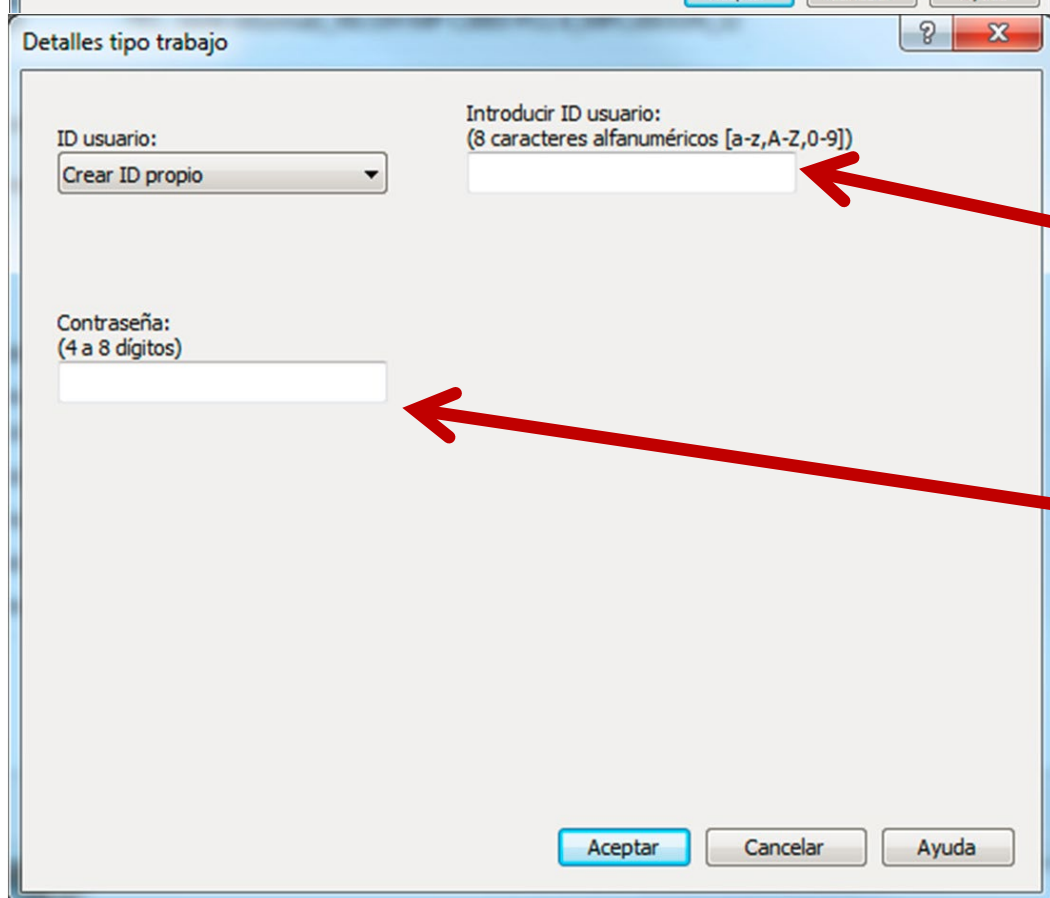 Detalles tipo trabajo
ID usuario:
Crear ID propio
Introducir ID usuario:
(8 caracteres alfanuméricos [a-z,A-Z,0-9])
Contraseña:
(4 a 8 dígitos)
Aceptar
Cancelar
Ayuda